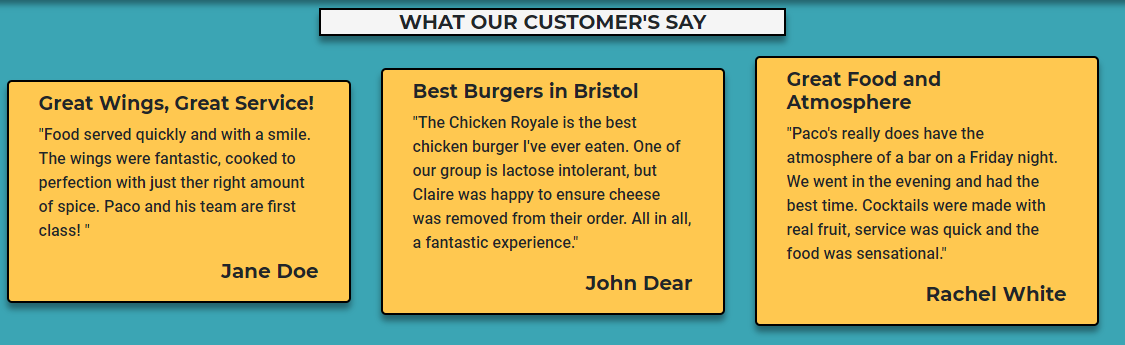 WHAT OUR CUSTOMER'S SAY
Great Wings, Great Service!
"Food served quickly and with a smile.
The wings were fantastic, cooked to
perfection with just ther right amount
of spice. Paco and his team are first
class! "
Jane Doe
Best Burgers in Bristol
"The Chicken Royale is the best
chicken burger I've ever eaten. One of
our group is lactose intolerant, but
Claire was happy to ensure cheese
was removed from their order. All in all,
a fantastic experience."
John Dear
Great Food and
Atmosphere
"Paco's really does have the
atmosphere of a bar on a Friday night.
We went in the evening and had the
best time. Cocktails were made with
real fruit, service was quick and the
food was sensational."
Rachel White